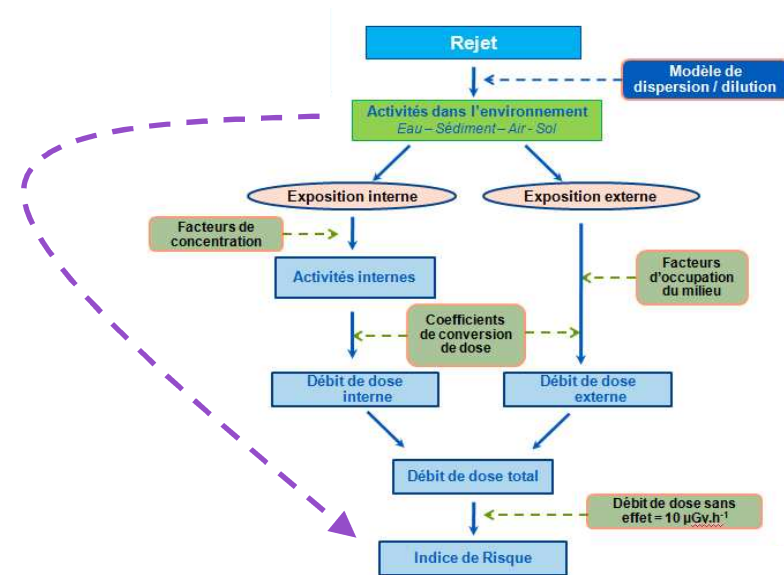 Rejet
Modèle de
dispersion / dilution
Activités dans l'environnement
Eau – Sédiment – Air - Sol
Exposition interne
Exposition externe
Facteurs de
concentration
Facteurs
d'occupation
du milieu
Activités internes
Coefficients
de conversion
de dose
Débit de dose
interne
Débit de dose
externe
Débit de dose total
Débit de dose sans
effet = 10 µGy.h⁻¹
Indice de Risque